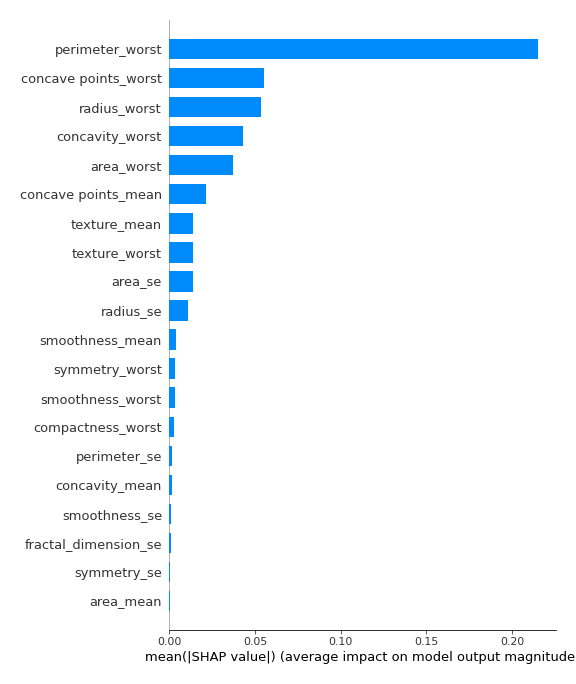 perimeter_worst
concave points_worst
radius_worst
concavity_worst
area_worst
concave points_mean
texture_mean
texture_worst
area_se
radius_se
smoothness_mean
symmetry_worst
smoothness_worst
compactness_worst
perimeter_se
concavity_mean
smoothness_se
fractal_dimension_se
symmetry_se
area_mean
0.00 0.05 0.10 0.15 0.20
mean(|SHAP value|) (average impact on model output magnitude